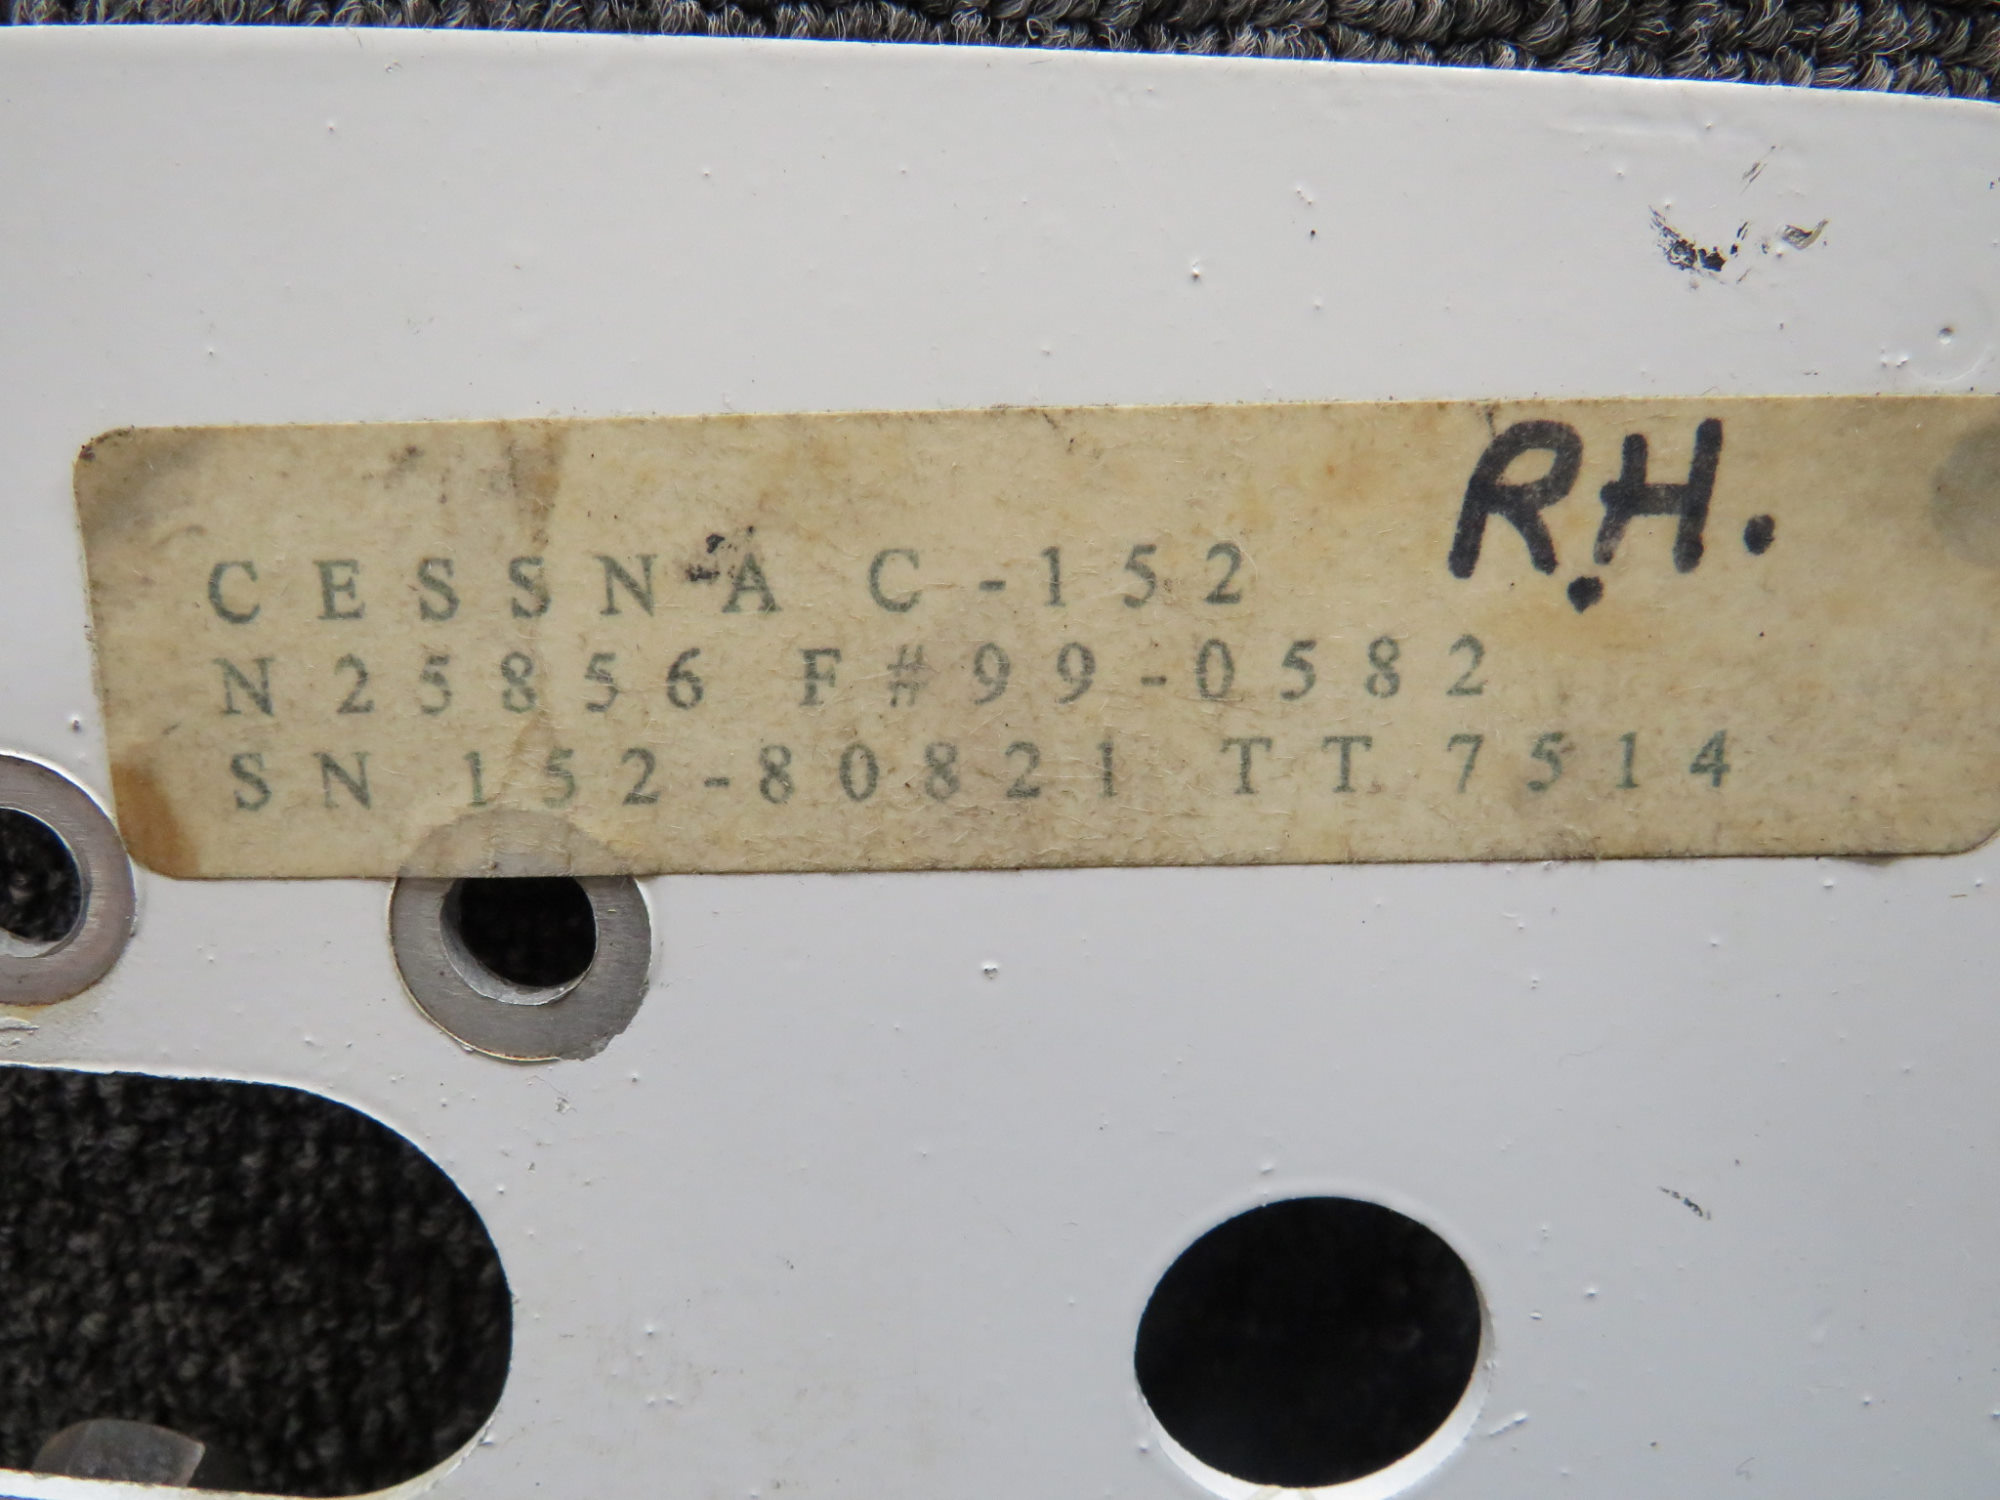 R.H.
CESSNA C-152
N25856 F#99-0582
SN 152-80821 TT 7514